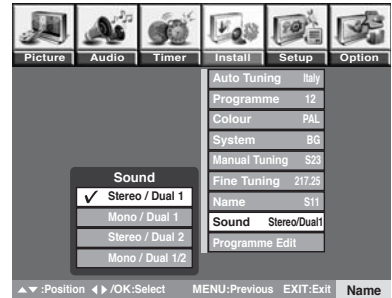 Picture Audio Timer Install Setup Option
Auto Tuning Italy
Programme 12
Colour PAL
System BG
Manual Tuning S23
Fine Tuning 217.25
Name S11
Sound Stereo/Dual1
Programme Edit
Sound
✓ Stereo / Dual 1
Mono / Dual 1
Stereo / Dual 2
Mono / Dual 1/2
▲▼ :Position ◀ ▶ /OK:Select MENU:Previous EXIT:Exit Name